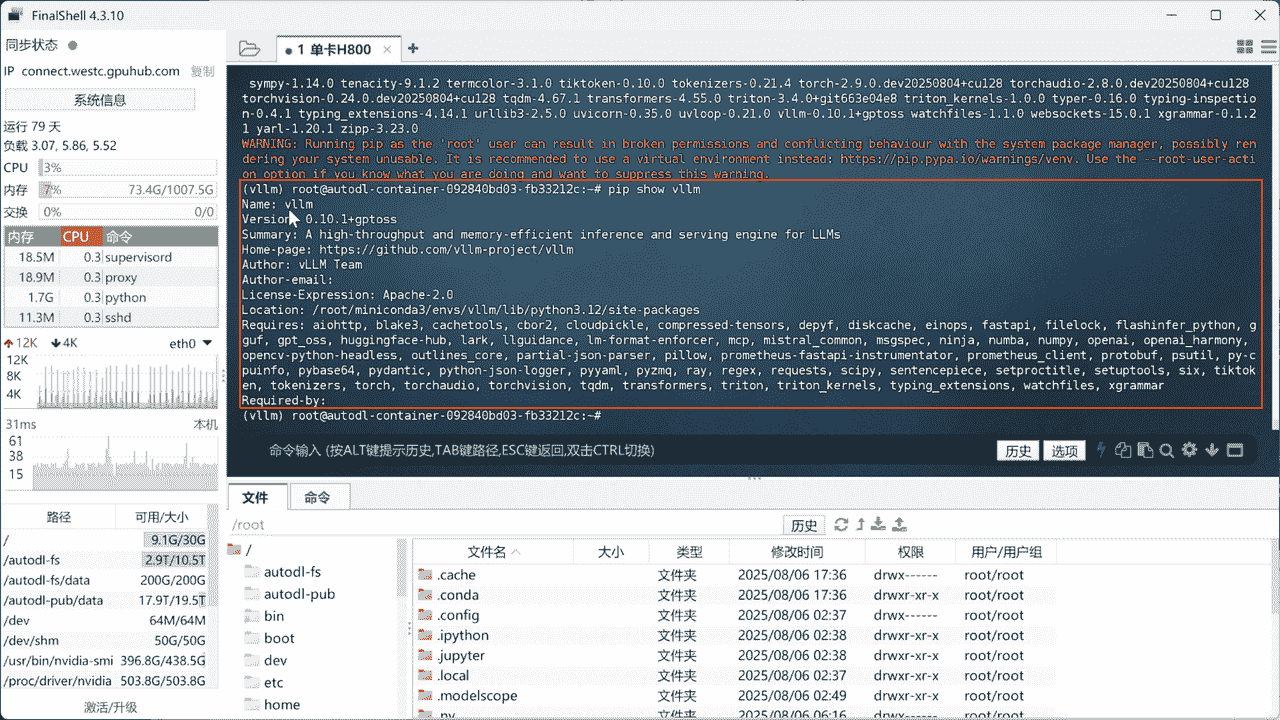 FinalShell 4.3.10
同步状态
IP connect.westc.gpuhub.com 复制
系统信息
运行 79 天
负载 3.07, 5.86, 5.52
CPU 3%
内存 7% 73.4G/1007.5G
交换 0% 0/0
内存 CPU 命令
18.5M 0.3 supervisord
18.9M 0.3 proxy
1.7G 0.3 python
11.3M 0.3 sshd
12K 4K eth0
12K
8K
4K
31ms 本机
61
38
15
路径 可用/大小
/ 9.1G/30G
/autodl-fs 2.9T/10.5T
/autodl-fs/data 200G/200G
/autodl-pub/data 17.9T/19.5T
/dev 64M/64M
/dev/shm 50G/50G
/usr/bin/nvidia-smi 396.8G/438.5G
/proc/driver/nvidia 503.8G/503.8G
激活/升级
1 单卡H800
sympy-1.14.0 tenacity-9.1.2 termcolor-3.1.0 tiktoken-0.10.0 tokenizers-0.21.4 torch-2.9.0.dev20250804+cu128 torchaudio-2.8.0.dev20250804+cu128
torchvision-0.24.0.dev20250804+cu128 tqdm-4.67.1 transformers-4.55.0 triton-3.4.0+git663e04e8 triton_kernels-1.0.0 typer-0.16.0 typing-inspectio
n-0.4.1 typing_extensions-4.14.1 urllib3-2.5.0 uvicorn-0.35.0 uvloop-0.21.0 vllm-0.10.1+gptoss watchfiles-1.1.0 websockets-15.0.1 xgrammar-0.1.2
1 yarl-1.20.1 zipp-3.23.0
WARNING: Running pip as the 'root' user can result in broken permissions and conflicting behaviour with the system package manager, possibly ren
dering your system unusable. It is recommended to use a virtual environment instead: https://pip.pypa.io/warnings/venv. Use the --root-user-acti
on option if you know what you are doing and want to suppress this warning.
(vllm) root@autodl-container-092840bd03-fb33212c:~# pip show vllm
Name: vllm
Version: 0.10.1+gptoss
Summary: A high-throughput and memory-efficient inference and serving engine for LLMs
Home-page: https://github.com/vllm-project/vllm
Author: vLLM Team
Author-email:
License-Expression: Apache-2.0
Location: /root/miniconda3/envs/vllm/lib/python3.12/site-packages
Requires: aiohttp, blake3, cachetools, cbor2, cloudpickle, compressed-tensors, depyf, diskcache, einops, fastapi, filelock, flashinfer_python, g
guf, gpt_oss, huggingface-hub, lark, llguidance, lm-format-enforcer, mcp, mistral_common, msgspec, ninja, numba, numpy, openai, openai_harmony,
opencv-python-headless, outlines_core, partial-json-parser, pillow, prometheus-fastapi-instrumentator, prometheus_client, protobuf, psutil, py-c
puinfo, pybase64, pydantic, python-json-logger, pyyaml, pyzmq, ray, regex, requests, scipy, sentencepiece, setproctitle, setuptools, six, tiktok
en, tokenizers, torch, torchaudio, torchvision, tqdm, transformers, triton, triton_kernels, typing_extensions, watchfiles, xgrammar
Required-by:
(vllm) root@autodl-container-092840bd03-fb33212c:~#
命令输入 (按ALT键提示历史,TAB键路径,ESC键返回,双击CTRL切换) 历史 选项
文件 命令
/root 历史
/
autodl-fs
autodl-pub
bin
boot
dev
etc
home
文件名 大小 类型 修改时间 权限 用户/用户组
.cache 文件夹 2025/08/06 17:36 drwx------ root/root
.conda 文件夹 2025/08/06 17:36 drwxr-xr-x root/root
.config 文件夹 2025/08/06 02:37 drwx------ root/root
.ipython 文件夹 2025/08/06 02:38 drwxr-xr-x root/root
.jupyter 文件夹 2025/08/06 02:38 drwxr-xr-x root/root
.local 文件夹 2025/08/06 02:37 drwxr-xr-x root/root
.modelscope 文件夹 2025/08/06 02:49 drwxr-xr-x root/root
.nv 文件夹 2025/08/06 06:16 drwx------ root/root